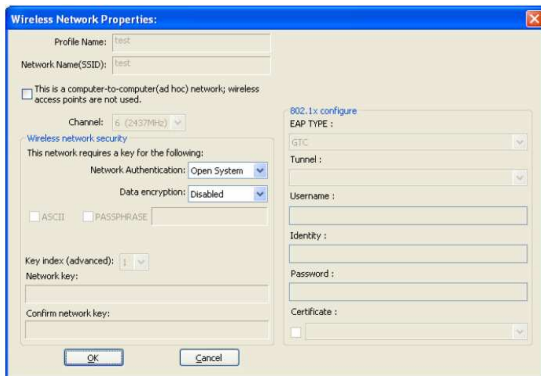 Wireless Network Properties:
Profile Name: test
Network Name(SSID): test
This is a computer-to-computer(ad hoc) network; wireless
access points are not used.
Channel: 6 (2437MHz)
Wireless network security
This network requires a key for the following:
Network Authentication: Open System
Data encryption: Disabled
ASCII PASSPHRASE
Key index (advanced): 1
Network key:
Confirm network key:
OK Cancel
802.1x configure
EAP TYPE :
GTC
Tunnel :
Username :
Identity :
Password :
Certificate :